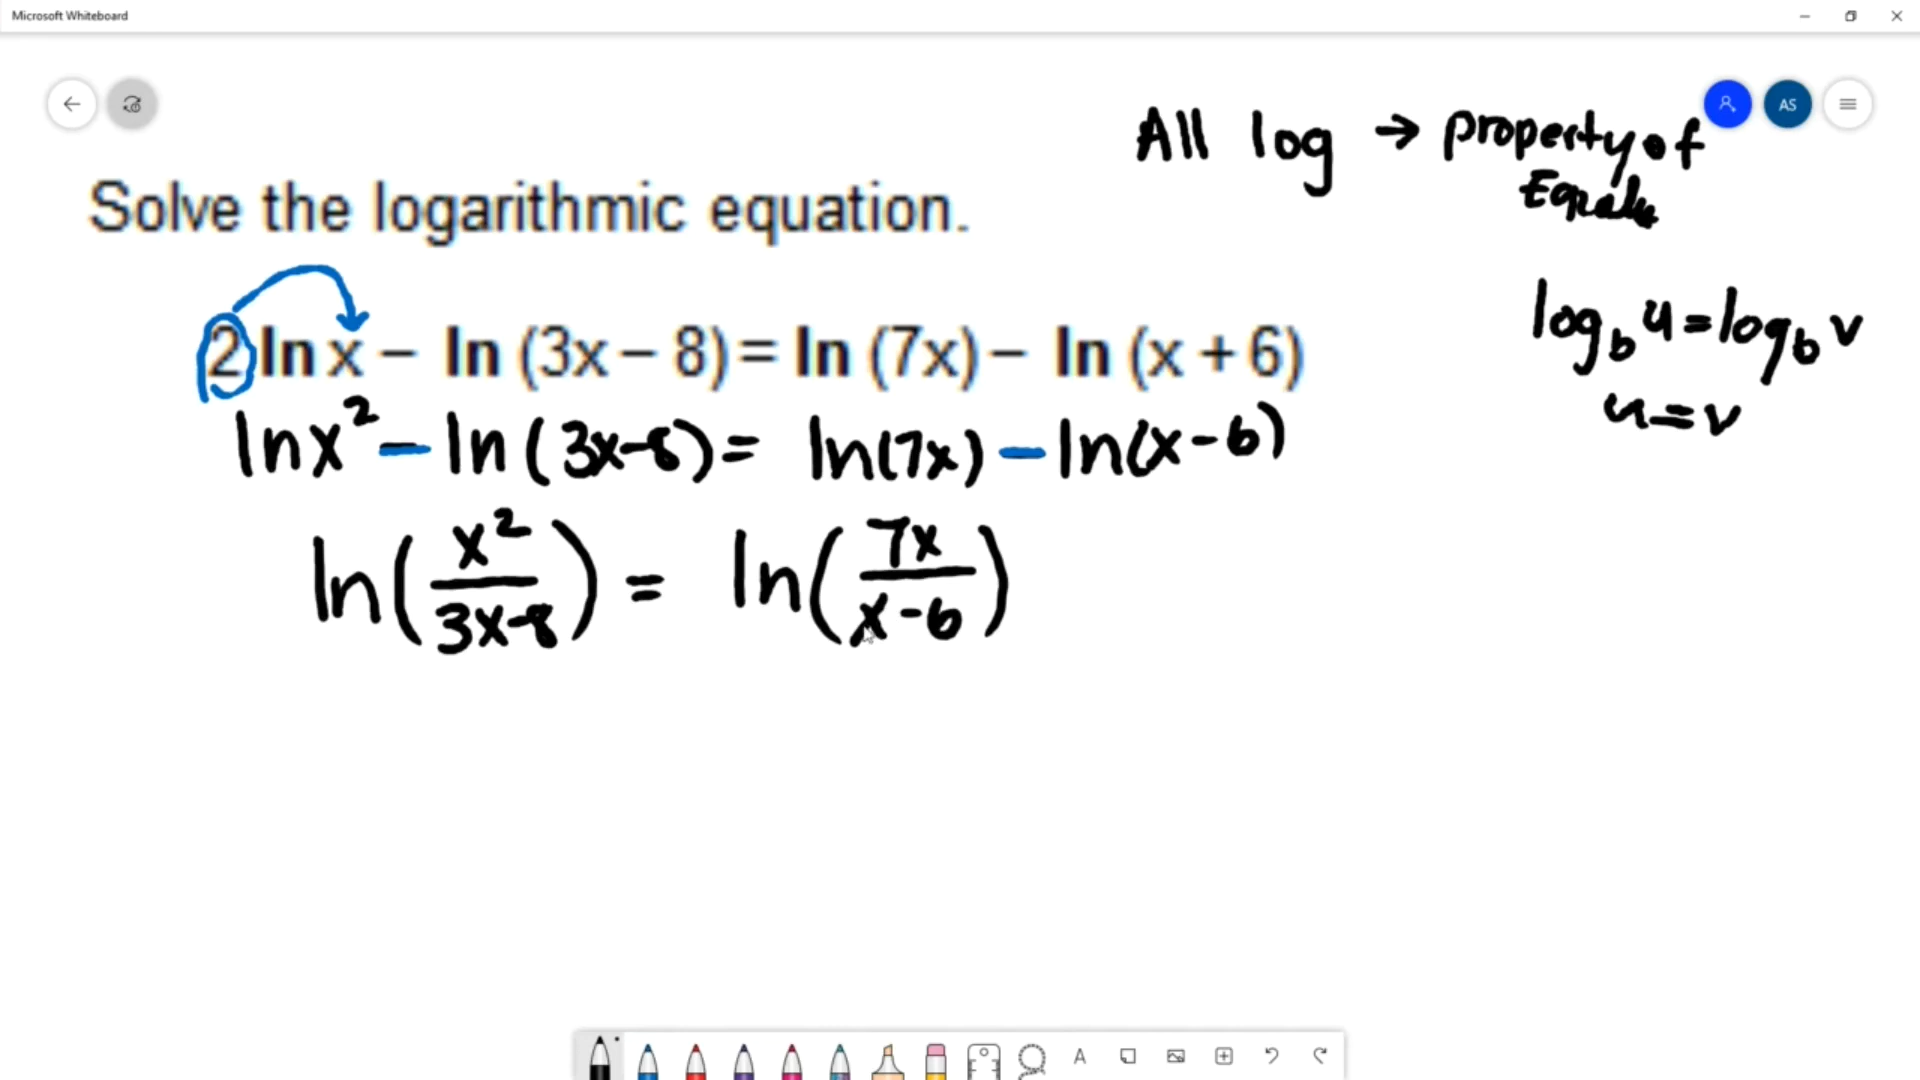 Microsoft Whiteboard
AS
All log → property of
Solve the logarithmic equation.
2 ln x − ln (3x − 8) = ln (7x) − ln (x + 6)
log_b u = log_b v
u = v
ln x² − ln (3x−8) = ln(7x) − ln(x−6)
ln(x²/(3x−8)) = ln(7x/(x−6))
A